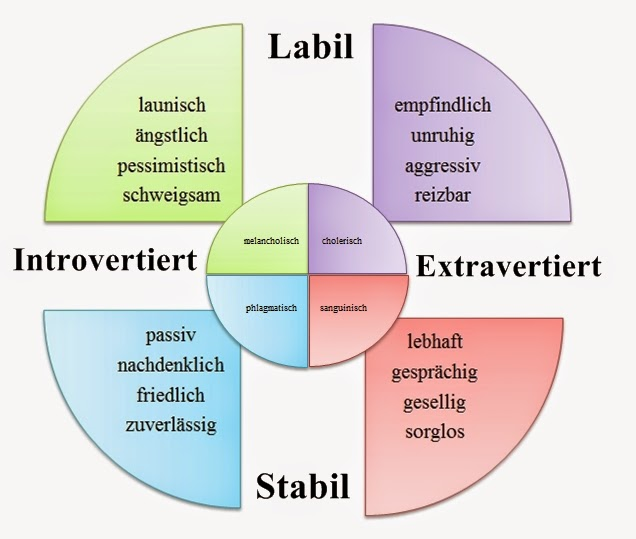 Labil
launisch
ängstlich
pessimistisch
schweigsam
empfindlich
unruhig
aggressiv
reizbar
melancholisch
cholerisch
Introvertiert
Extravertiert
phlagmatisch
sanguinisch
passiv
nachdenklich
friedlich
zuverlässig
lebhaft
gesprächig
gesellig
sorglos
Stabil